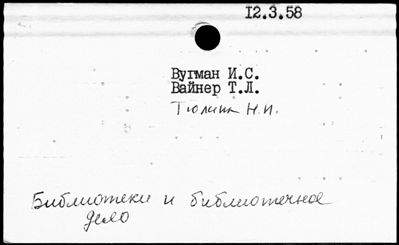 12.3.58
Вугман И.С.
Вайнер Т.Л.
Тюлина Н.И.
Библиотеки и библиотечное
дело